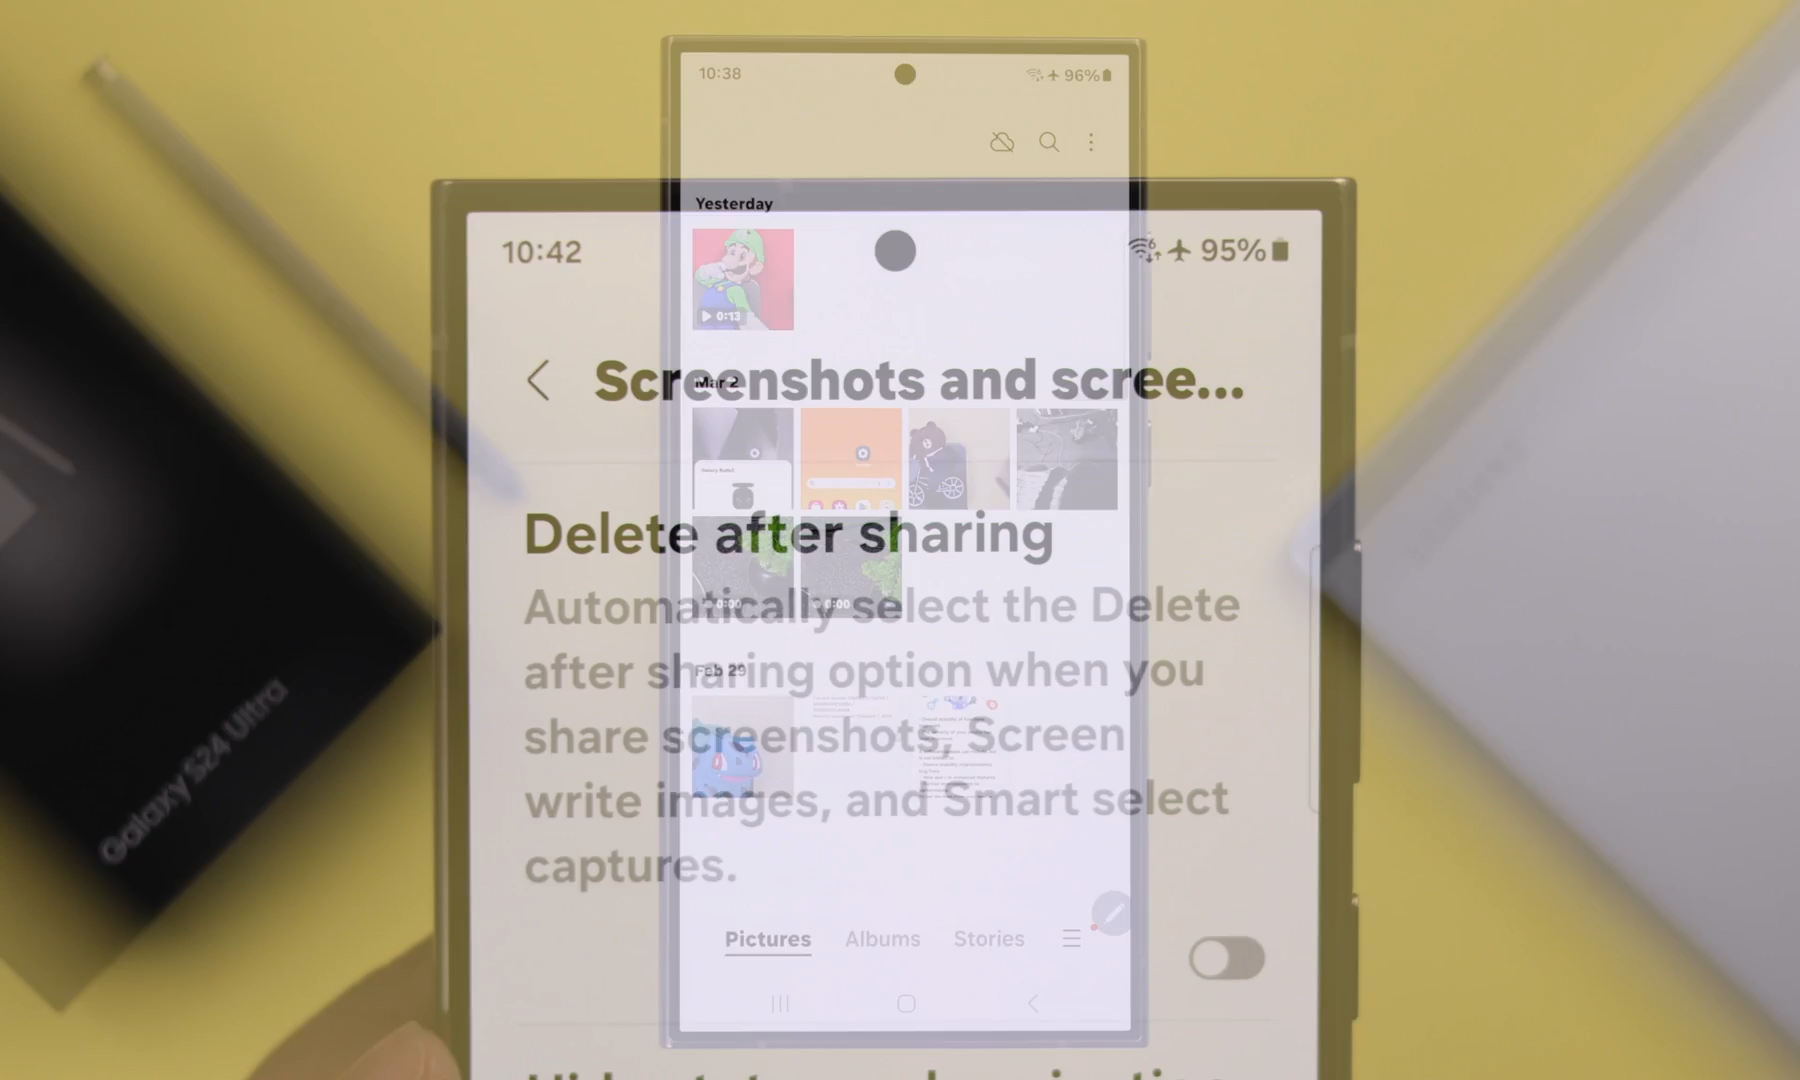 10:38
96%
Yesterday
0:13
10:42
95%
Screenshots and scree...
Mar 2
Delete after sharing
Automatically select the Delete
0:00
0:00
after sharing option when you
Feb 29
share screenshots, Screen
write images, and Smart select
captures.
Pictures Albums Stories
Galaxy S24 Ultra